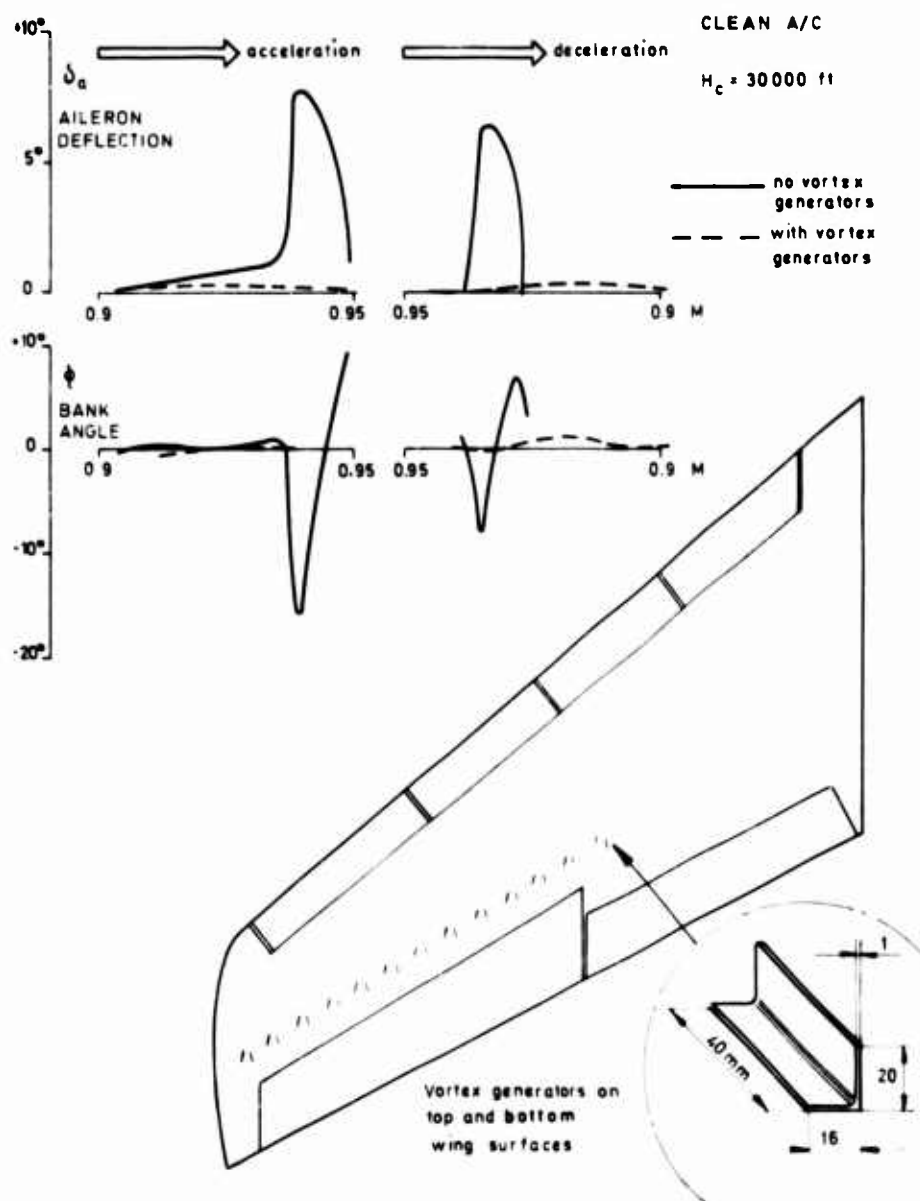 +10°
acceleration
deceleration
CLEAN A/C
Hc = 30000 ft
δa
AILERON
DEFLECTION
5°
no vortex
generators
with vortex
generators
0
0.9
0.95
0.95
0.9 M
+10°
ϕ
BANK
ANGLE
0
0.9
0.95
0.95
0.9 M
-10°
-20°
1
40 mm
20
16
Vortex generators on
top and bottom
wing surfaces